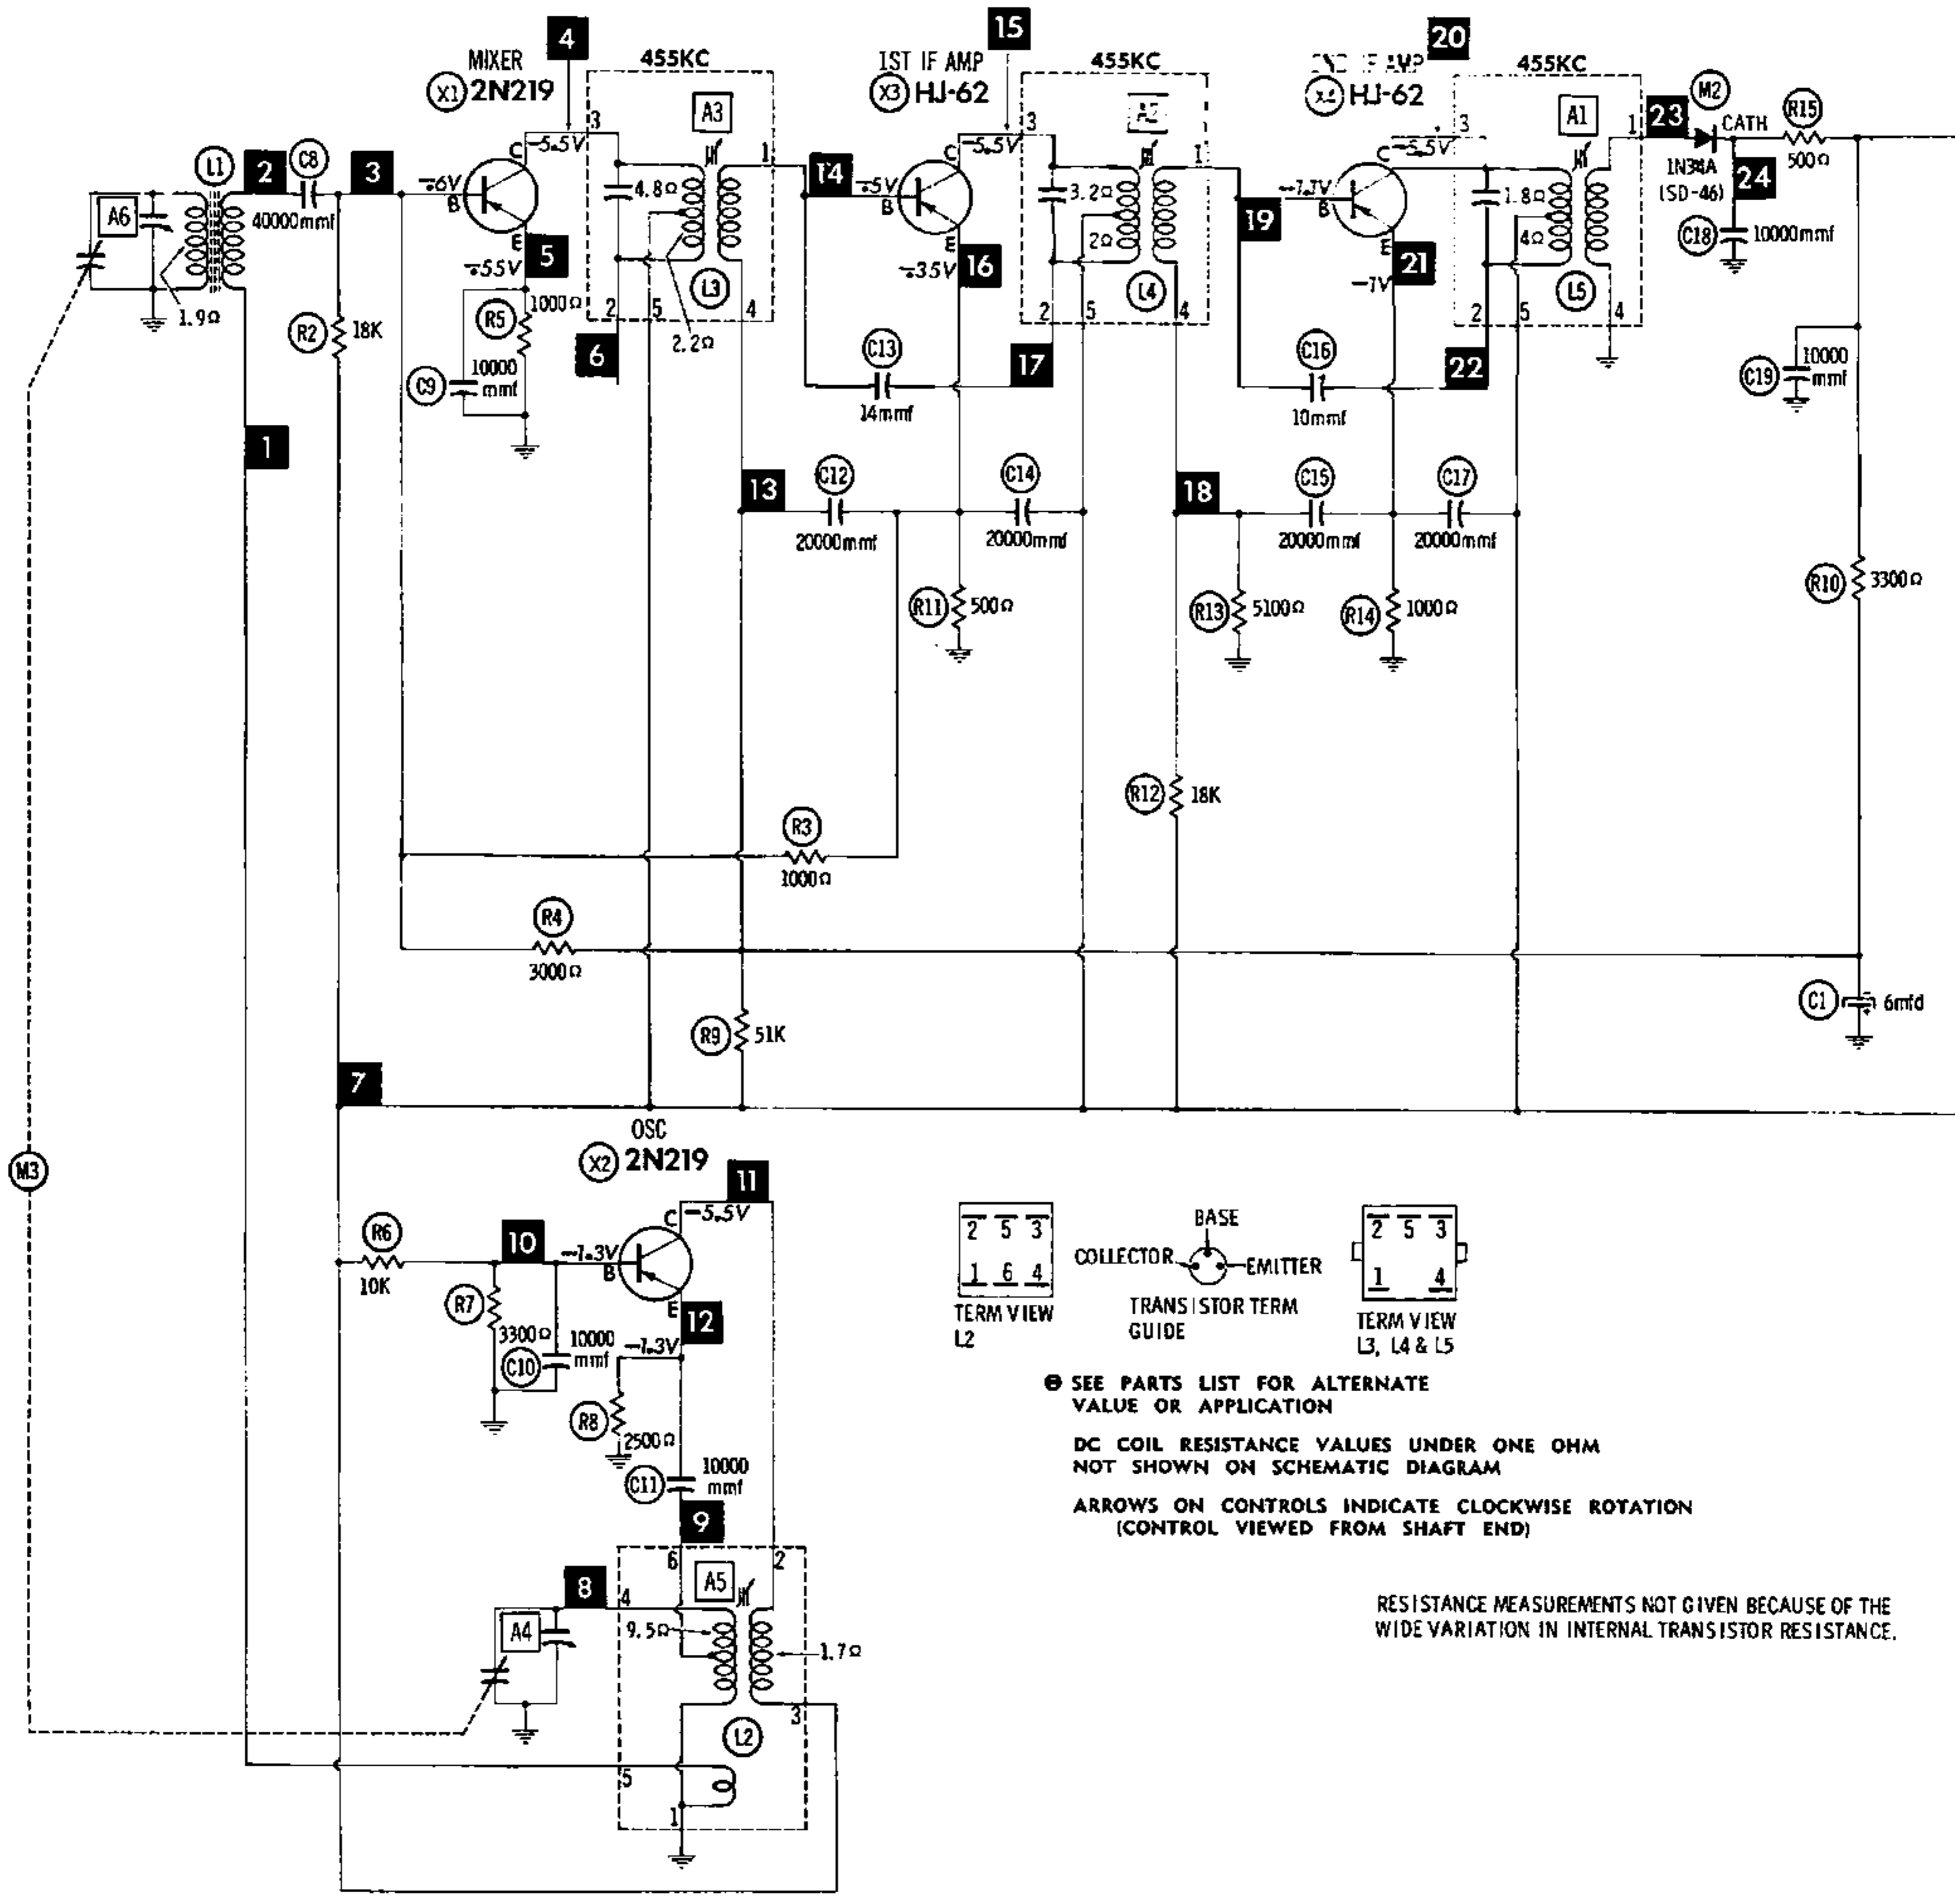 4
15
20
MIXER
X1 2N219
455KC
1ST IF AMP
X3 HJ-62
455KC
IF AMP
HJ-62
455KC
A3
A2
A1
M2
23
CATH
R15
500Ω
1N34A
(SD-46)
24
C18
10000mmf
L1
2
C8
40000mmf
3
A6
1.9Ω
-.6V
B
C
-5.5V
E
5
-.55V
1000Ω
R5
10000
mmf
C9
3
1
4.8Ω
L3
2
5
4
2.2Ω
6
14
-.5V
B
C
-5.5V
E
-.35V
16
3
1
3.2Ω
2Ω
L4
2
5
4
17
C13
14mmf
19
B
C
-5.5V
E
21
-1V
3
1
1.8Ω
4Ω
L5
2
5
4
22
C16
10mmf
R2
18K
C19
10000
mmf
1
13
C12
20000mmf
C14
20000mmf
18
C15
20000mmf
C17
20000mmf
R11
500Ω
R13
5100Ω
R14
1000Ω
R10
3300Ω
R12
18K
R3
1000Ω
R4
3000Ω
R9
51K
C1
6mfd
7
OSC
X2 2N219
M3
11
R6
10K
10
-1.3V
B
C
-5.5V
E
12
-1.3V
R7
3300Ω
10000
mmf
C10
R8
2500Ω
C11
10000
mmf
9
2 5 3
1 6 4
TERM VIEW
L2
BASE
COLLECTOR
EMITTER
TRANSISTOR TERM
GUIDE
2 5 3
1 4
TERM VIEW
L3, L4 & L5
SEE PARTS LIST FOR ALTERNATE
VALUE OR APPLICATION
DC COIL RESISTANCE VALUES UNDER ONE OHM
NOT SHOWN ON SCHEMATIC DIAGRAM
ARROWS ON CONTROLS INDICATE CLOCKWISE ROTATION
(CONTROL VIEWED FROM SHAFT END)
6
2
A5
8
4
A4
9.5Ω
1.7Ω
3
L2
5
1
RESISTANCE MEASUREMENTS NOT GIVEN BECAUSE OF THE
WIDE VARIATION IN INTERNAL TRANSISTOR RESISTANCE.